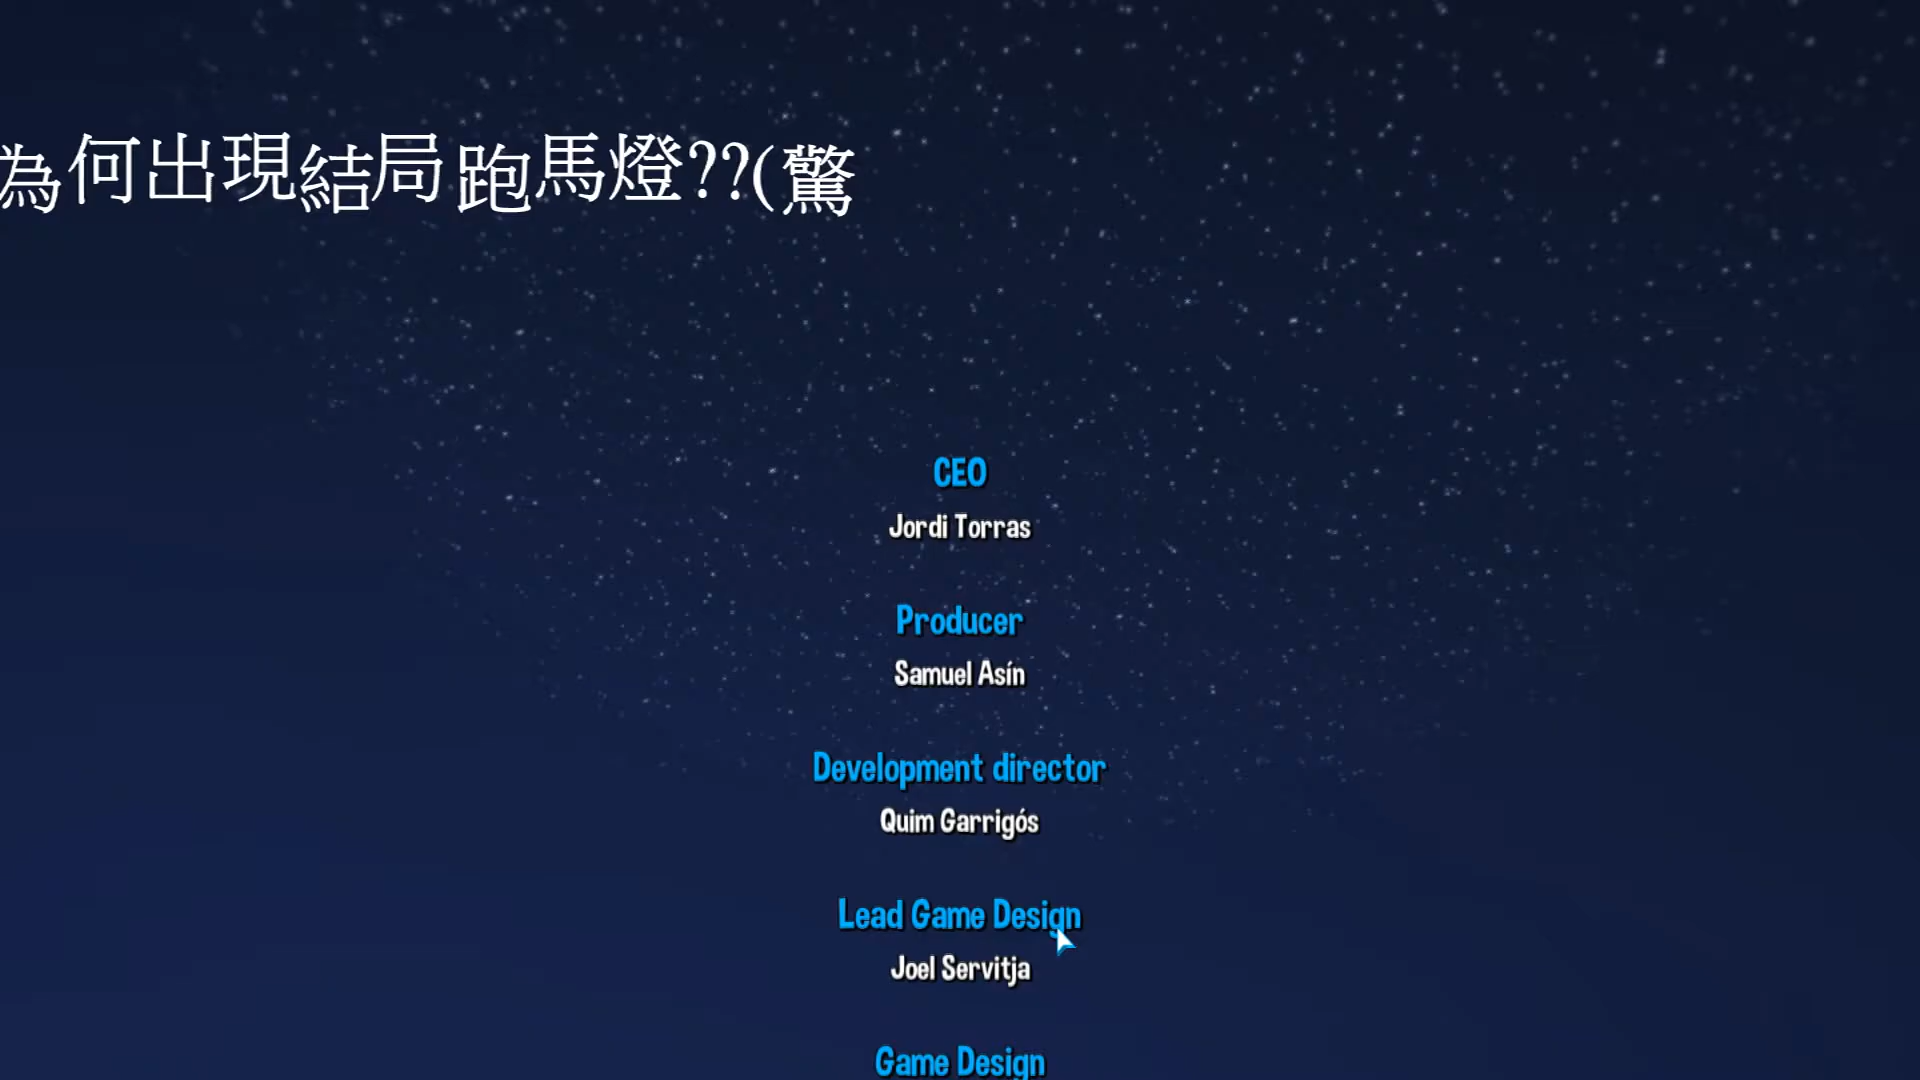 為何出現結局跑馬燈??(驚
CEO
Jordi Torras
Producer
Samuel Asín
Development director
Quim Garrigós
Lead Game Design
Joel Servitja
Game Design